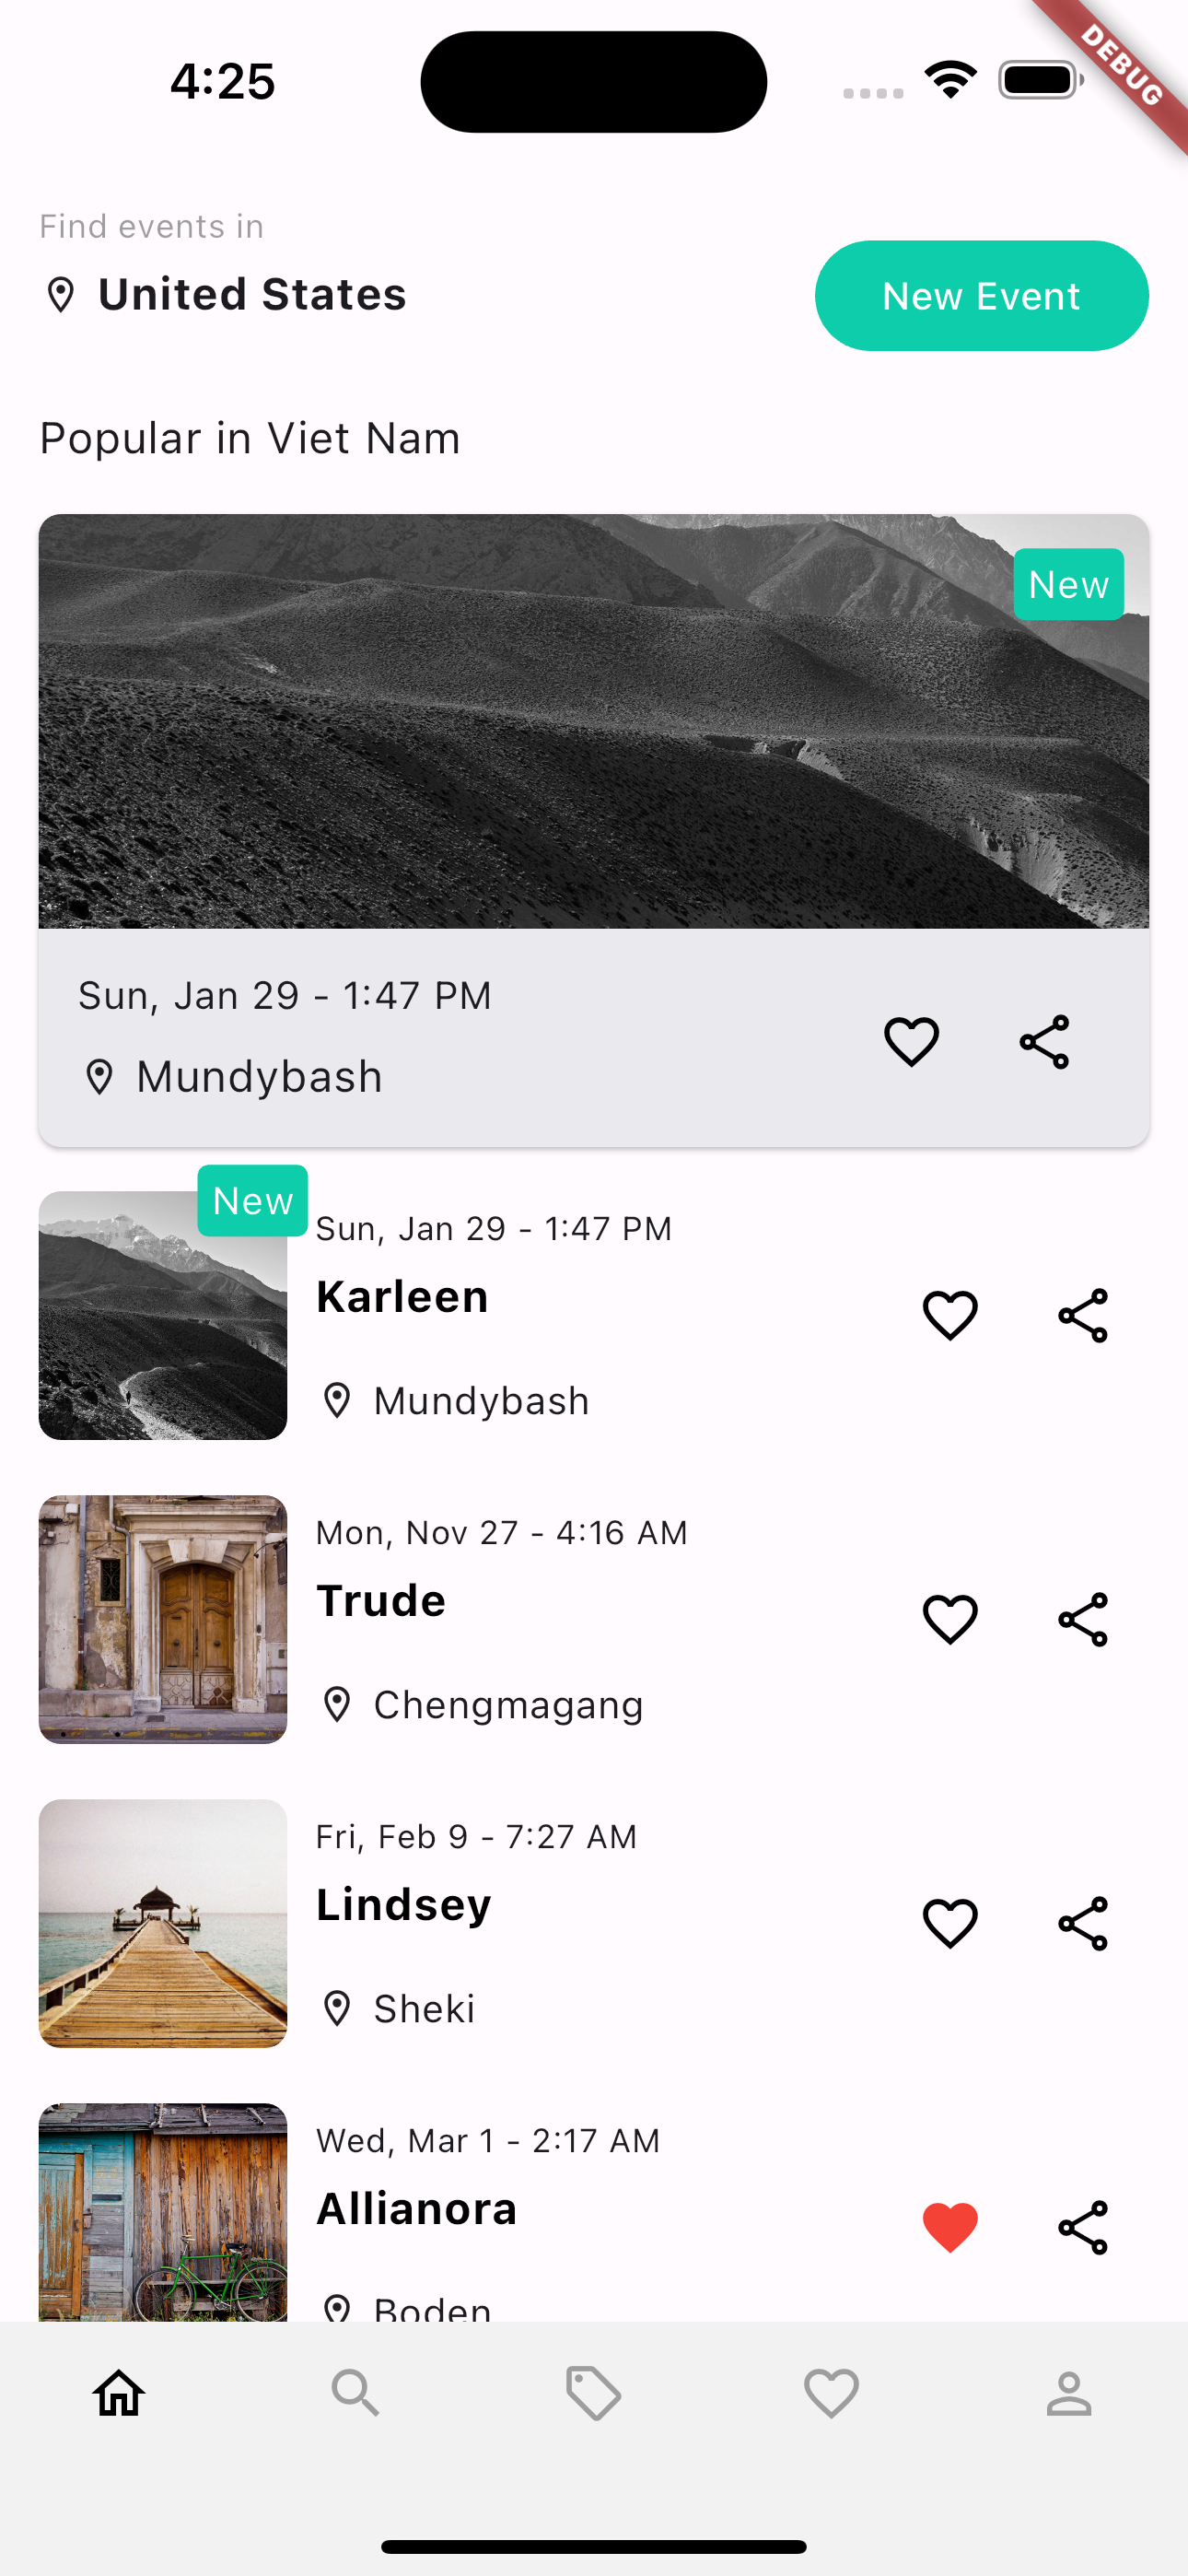 4:25
DEBUG
Find events in
United States
New Event
Popular in Viet Nam
New
Sun, Jan 29 - 1:47 PM
Mundybash
New
Sun, Jan 29 - 1:47 PM
Karleen
Mundybash
Mon, Nov 27 - 4:16 AM
Trude
Chengmagang
Fri, Feb 9 - 7:27 AM
Lindsey
Sheki
Wed, Mar 1 - 2:17 AM
Allianora
Boden